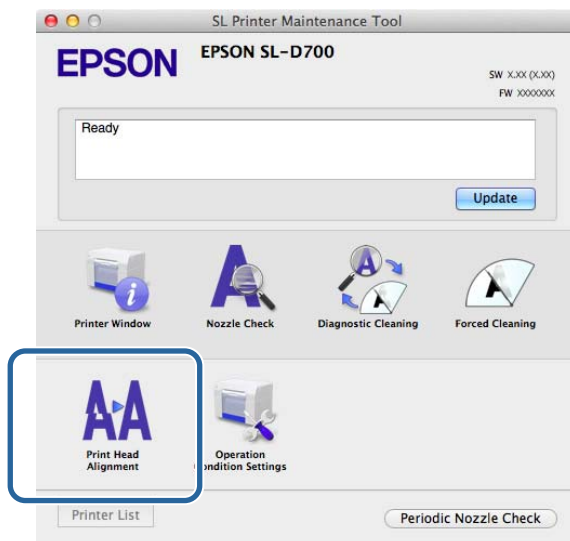 SL Printer Maintenance Tool
EPSON
EPSON SL-D700
SW X.XX (X.XX)
FW XXXXXXX
Ready
Update
Printer Window
Nozzle Check
Diagnostic Cleaning
Forced Cleaning
Print Head
Alignment
Operation
Condition Settings
Printer List
Periodic Nozzle Check